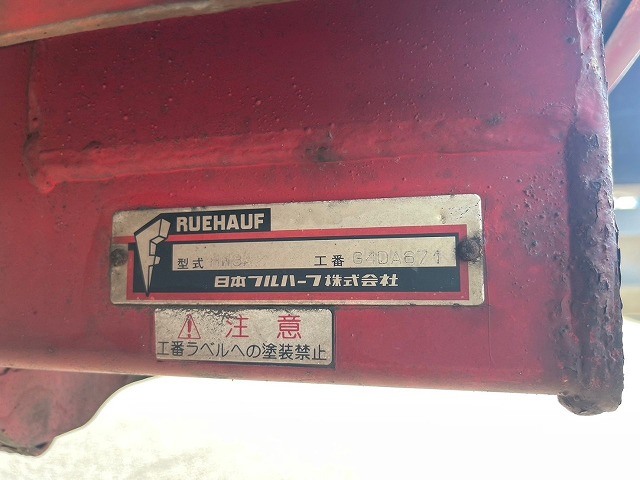 RUEHAUF
型式 工番 G4DA671
日本フルハーフ株式会社
注意
工番ラベルへの塗装禁止